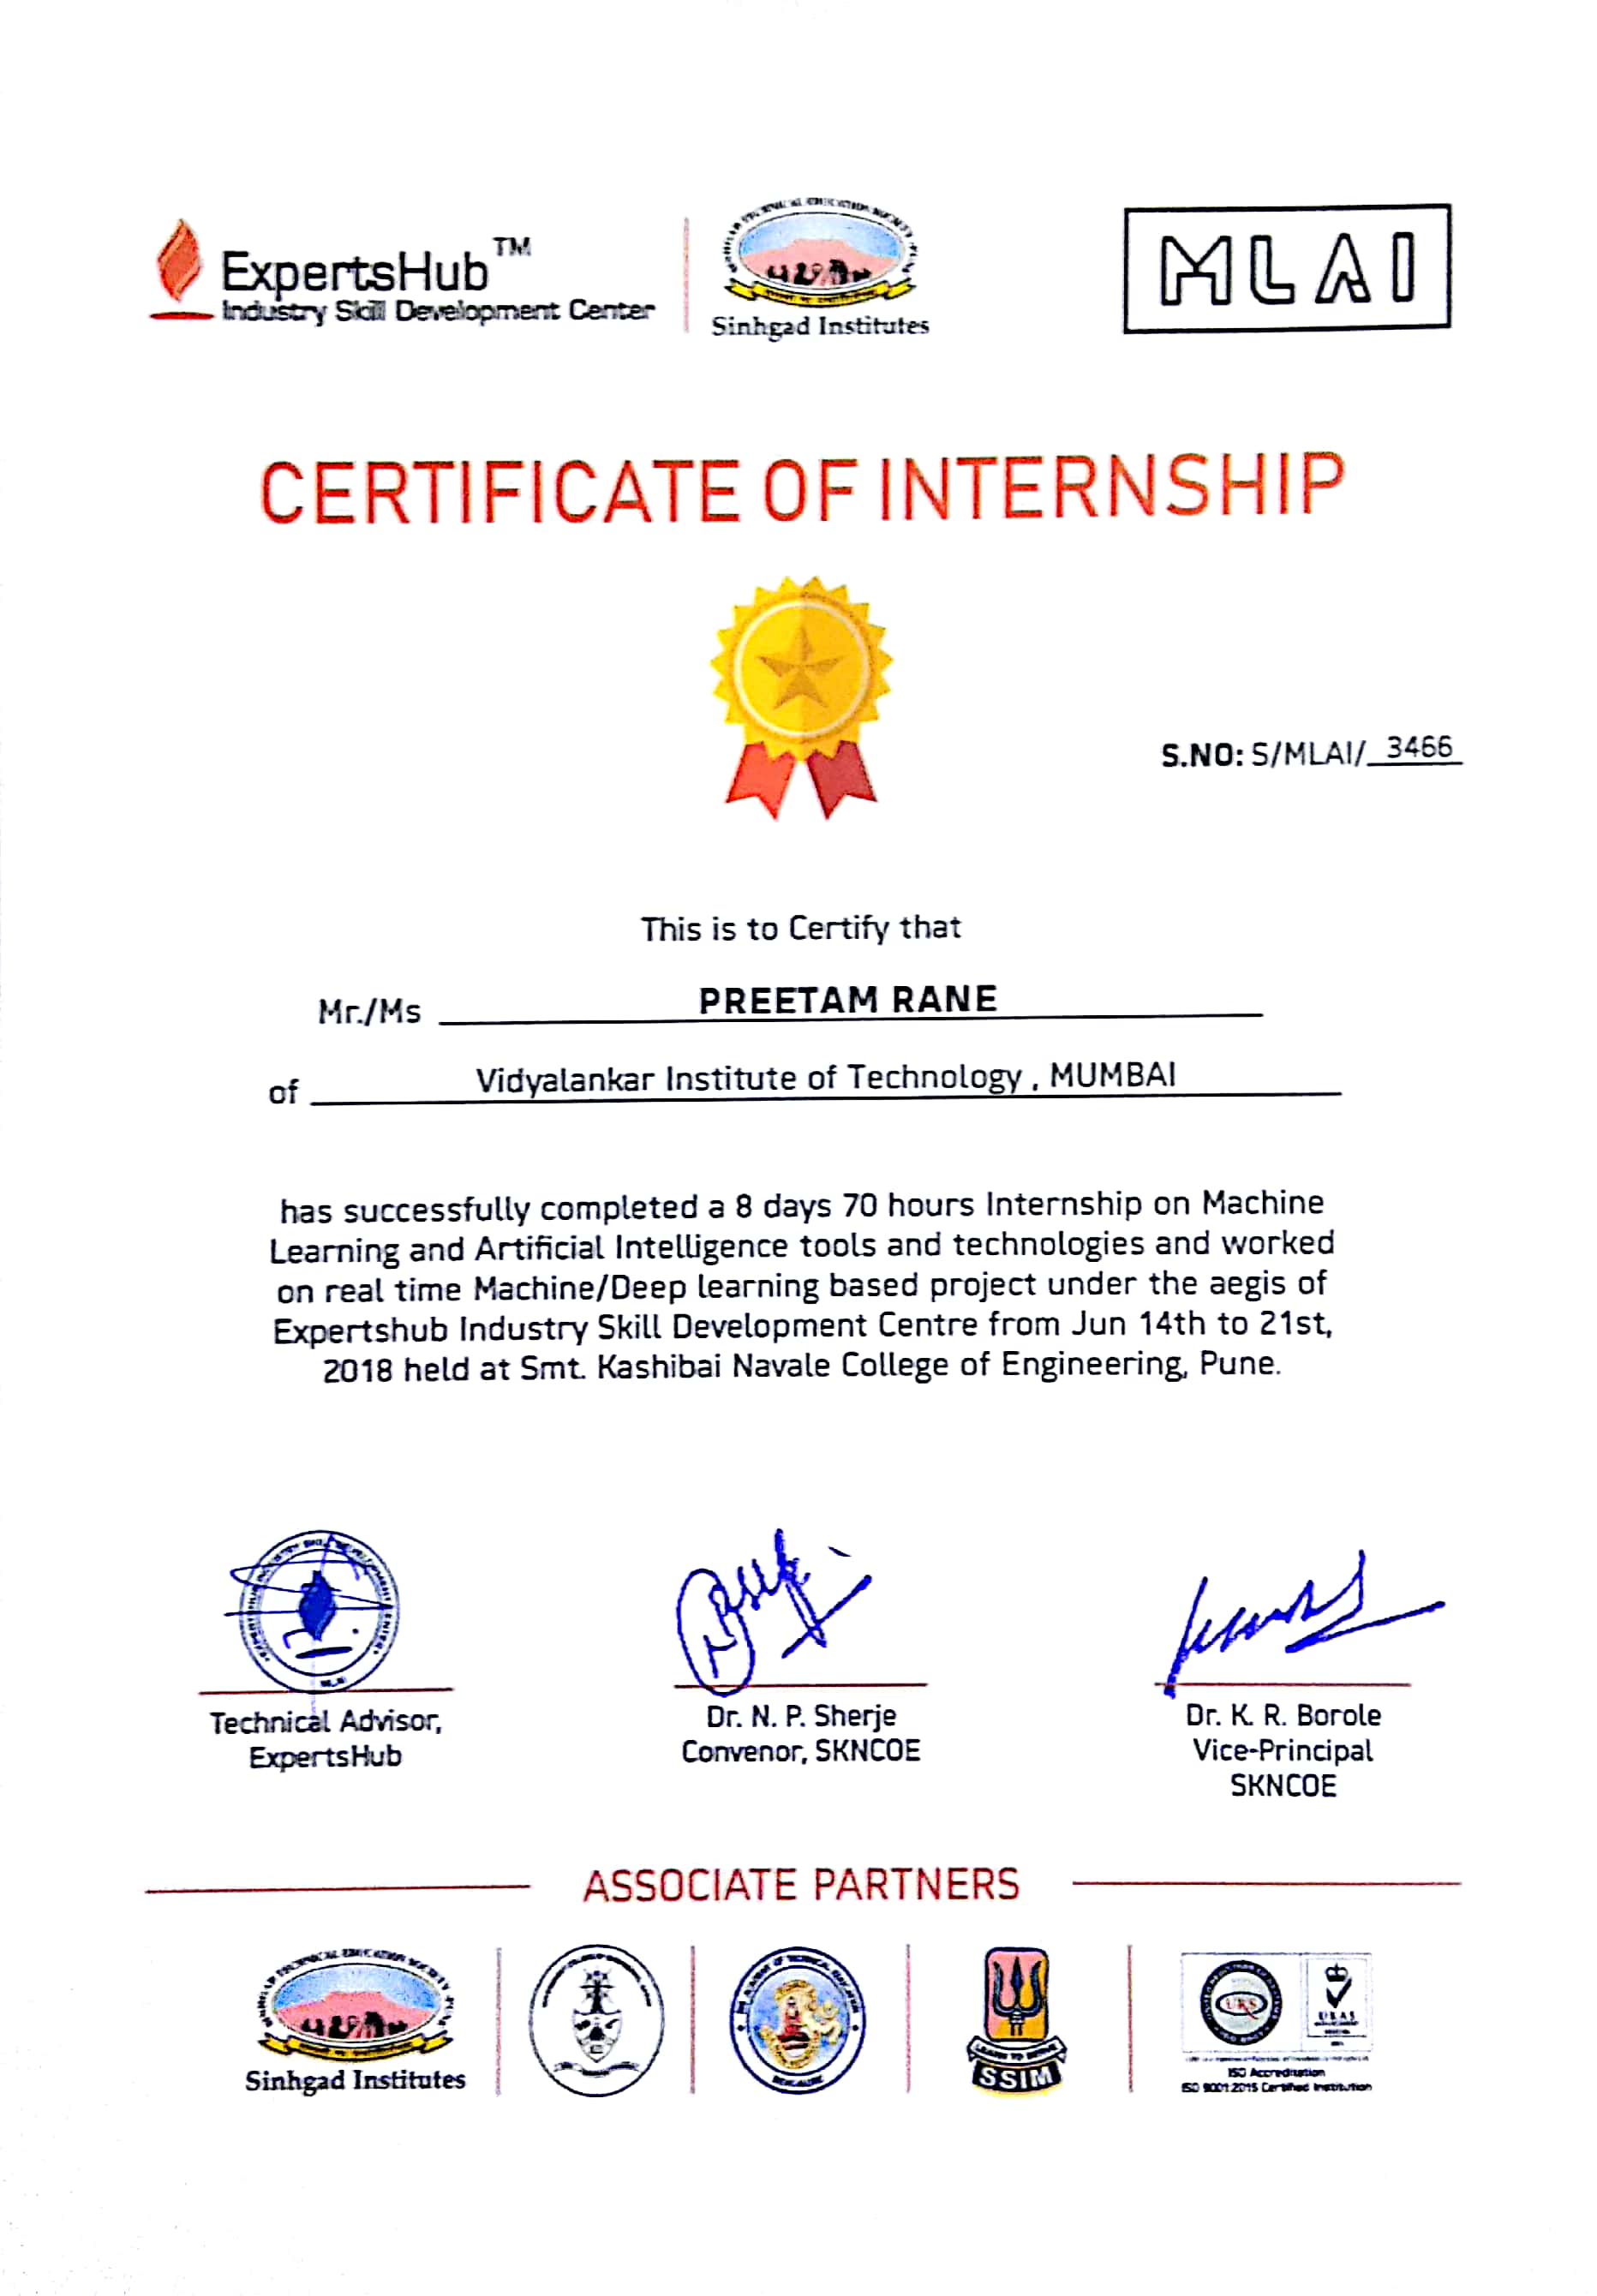 ExpertsHub™
Industry Skill Development Center
Sinhgad Institutes
MLAI
CERTIFICATE OF INTERNSHIP
S.NO: S/MLAI/ 3466
This is to Certify that
Mr./Ms PREETAM RANE
of Vidyalankar Institute of Technology , MUMBAI
has successfully completed a 8 days 70 hours Internship on Machine
Learning and Artificial Intelligence tools and technologies and worked
on real time Machine/Deep learning based project under the aegis of
Expertshub Industry Skill Development Centre from Jun 14th to 21st,
2018 held at Smt. Kashibai Navale College of Engineering, Pune.
Technical Advisor,
ExpertsHub
Dr. N. P. Sherje
Convenor, SKNCOE
Dr. K. R. Borole
Vice-Principal
SKNCOE
ASSOCIATE PARTNERS
Sinhgad Institutes
LEARN TO SERVE
SSIM
URS
UKAS
ISO Accreditation
ISO 9001:2015 Certified Institution